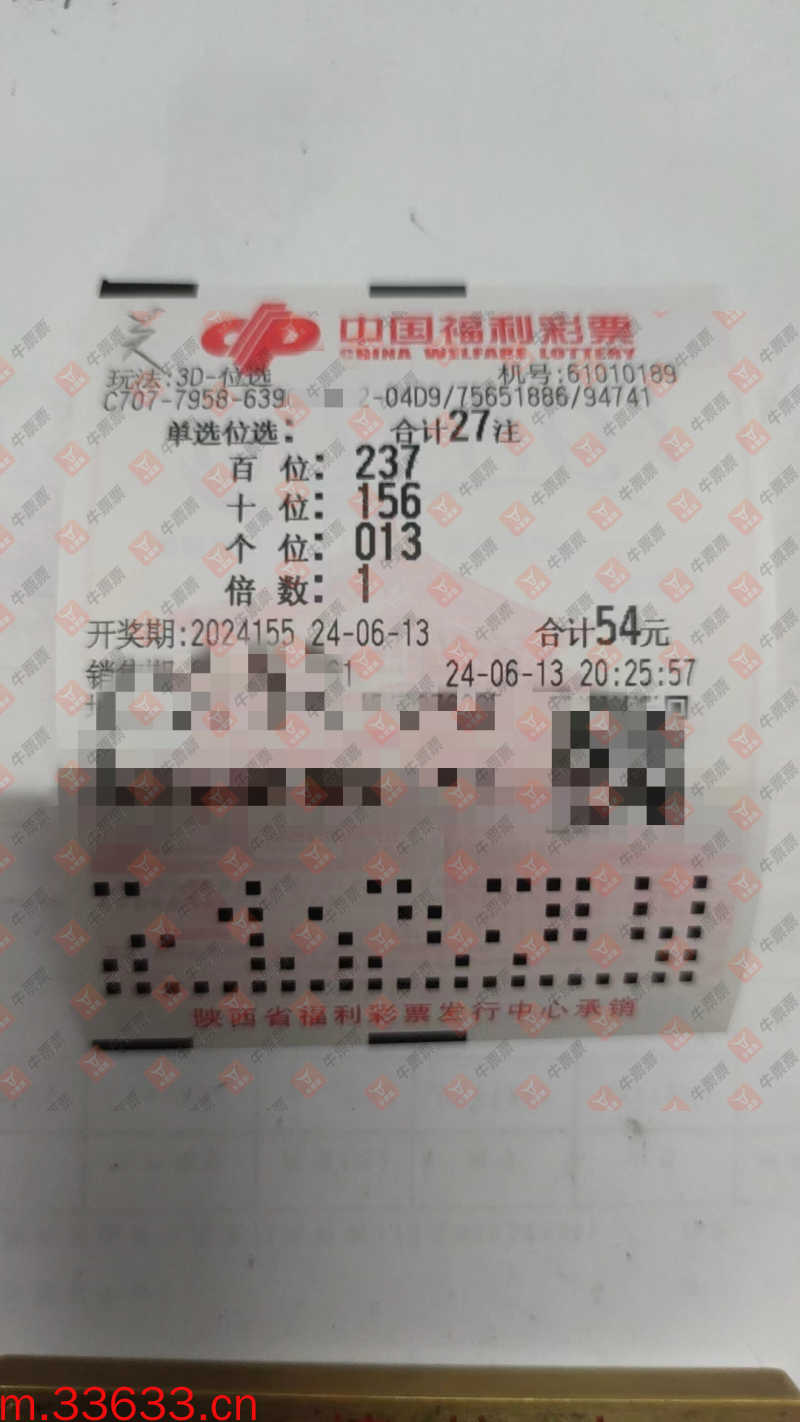 中国福利彩票
CHINA WELFARE LOTTERY
玩法:3D-位选 机号:61010189
C707-7958-639 2-04D9/75651886/94741
单选位选: 合计27注
百 位: 237
十 位: 156
个 位: 013
倍 数: 1
开奖期:2024155 24-06-13 合计54元
24-06-13 20:25:57
陕西省福利彩票发行中心承销
牛票票
m.33633.cn